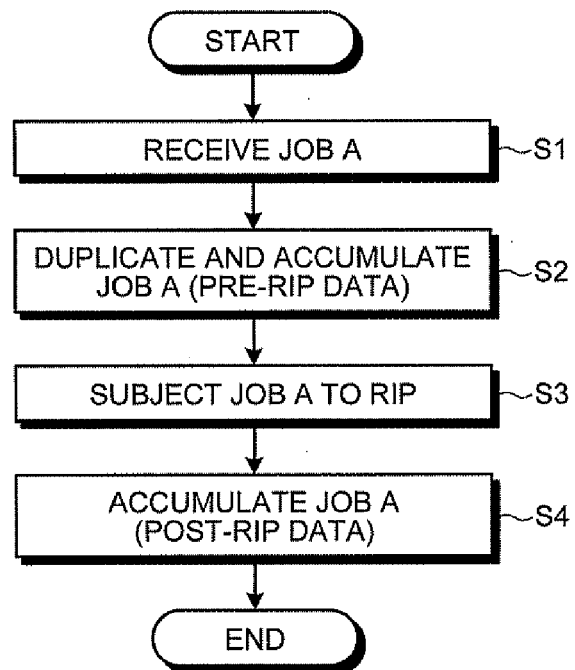 START
RECEIVE JOB A
S1
DUPLICATE AND ACCUMULATE
JOB A (PRE-RIP DATA)
S2
SUBJECT JOB A TO RIP
S3
ACCUMULATE JOB A
(POST-RIP DATA)
S4
END